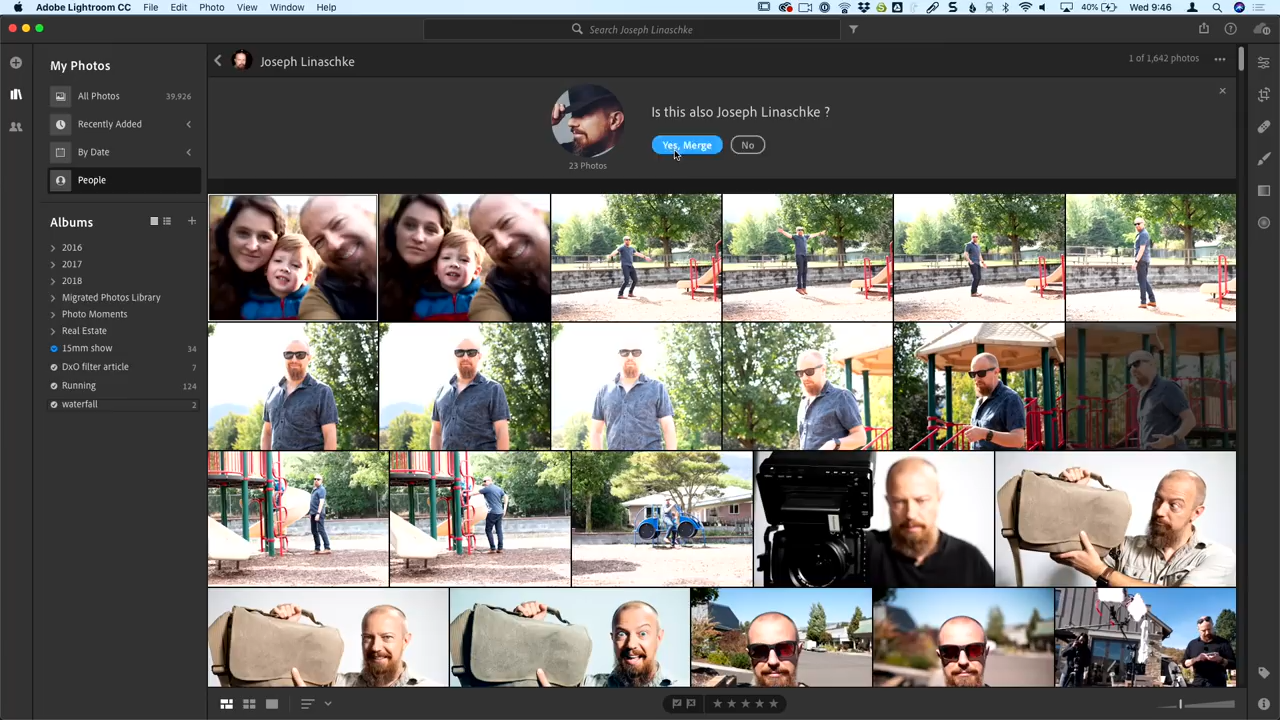 Adobe Lightroom CC File Edit Photo View Window Help 40% Wed 9:46
Search Joseph Linaschke
My Photos
All Photos 39,926
Recently Added
By Date
People
Albums
2016
2017
2018
Migrated Photos Library
Photo Moments
Real Estate
15mm show 34
DxO filter article 7
Running 124
waterfall 2
Joseph Linaschke
1 of 1,642 photos
Is this also Joseph Linaschke ?
Yes, Merge No
23 Photos